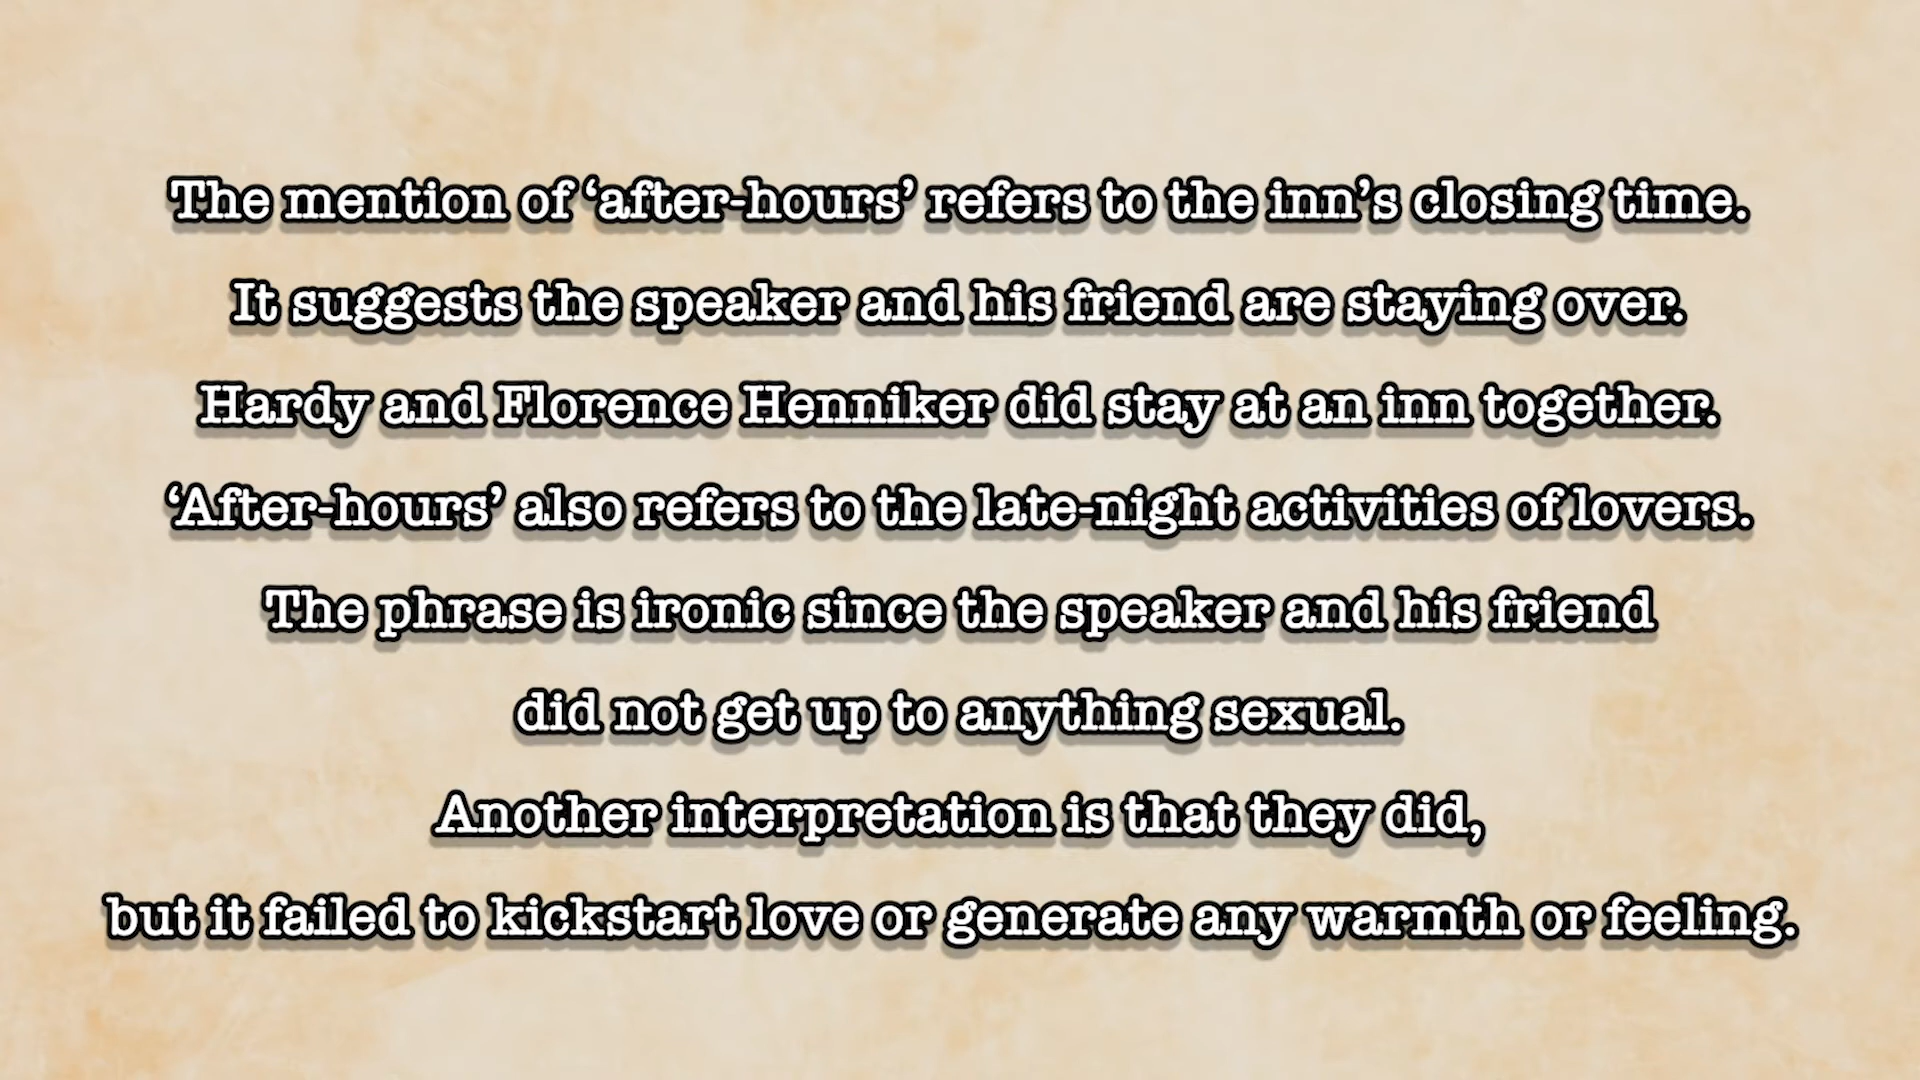 The mention of ‘after-hours’ refers to the inn’s closing time.
It suggests the speaker and his friend are staying over.
Hardy and Florence Henniker did stay at an inn together.
‘After-hours’ also refers to the late-night activities of lovers.
The phrase is ironic since the speaker and his friend
did not get up to anything sexual.
Another interpretation is that they did,
but it failed to kickstart love or generate any warmth or feeling.